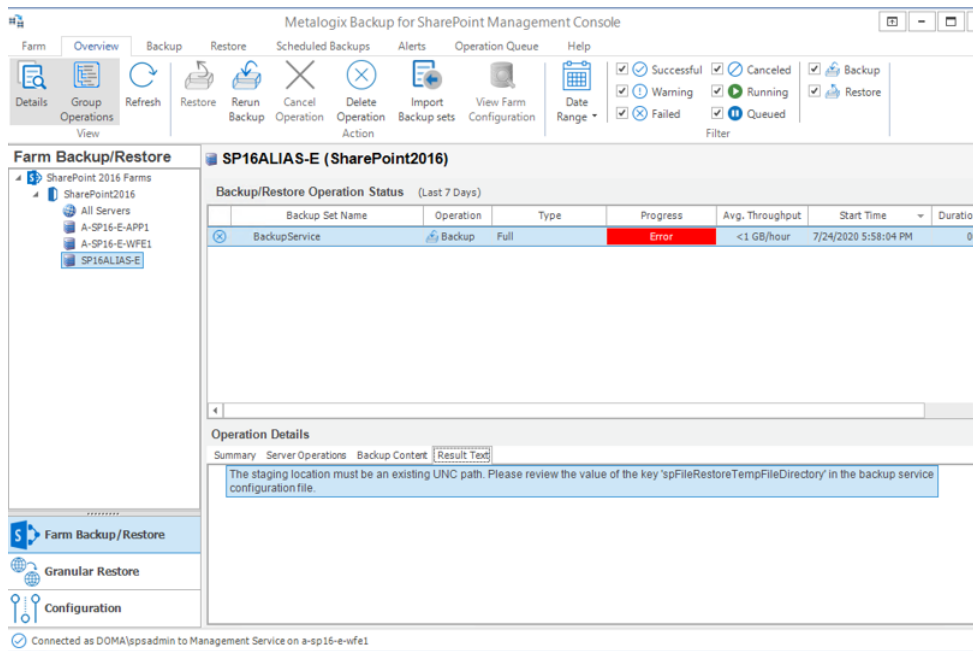 Metalogix Backup for SharePoint Management Console
Farm Overview Backup Restore Scheduled Backups Alerts Operation Queue Help
Details Group Operations Refresh Restore Rerun Backup Cancel Operation Delete Operation Import Backup sets View Farm Configuration Date Range
Successful Canceled Backup
Warning Running Restore
Failed Queued
View Action Filter
Farm Backup/Restore
SharePoint 2016 Farms
SharePoint2016
All Servers
A-SP16-E-APP1
A-SP16-E-WFE1
SP16ALIAS-E
SP16ALIAS-E (SharePoint2016)
Backup/Restore Operation Status (Last 7 Days)
Backup Set Name Operation Type Progress Avg. Throughput Start Time Duratio
BackupService Backup Full Error <1 GB/hour 7/24/2020 5:58:04 PM 0
Operation Details
Summary Server Operations Backup Content Result Text
The staging location must be an existing UNC path. Please review the value of the key 'spFileRestoreTempFileDirectory' in the backup service
configuration file.
Farm Backup/Restore
Granular Restore
Configuration
Connected as DOMA\spsadmin to Management Service on a-sp16-e-wfe1